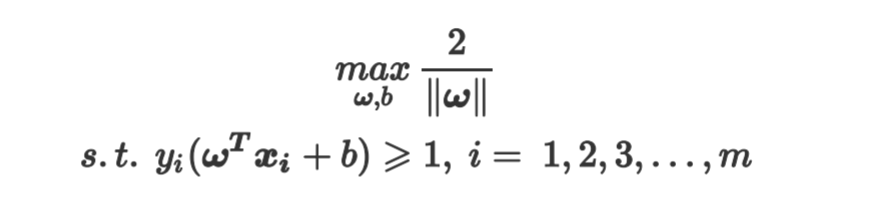 max_{ω,b} 2/‖ω‖
s.t. y_i(ω^T x_i + b) ⩾ 1, i = 1, 2, 3, . . . , m